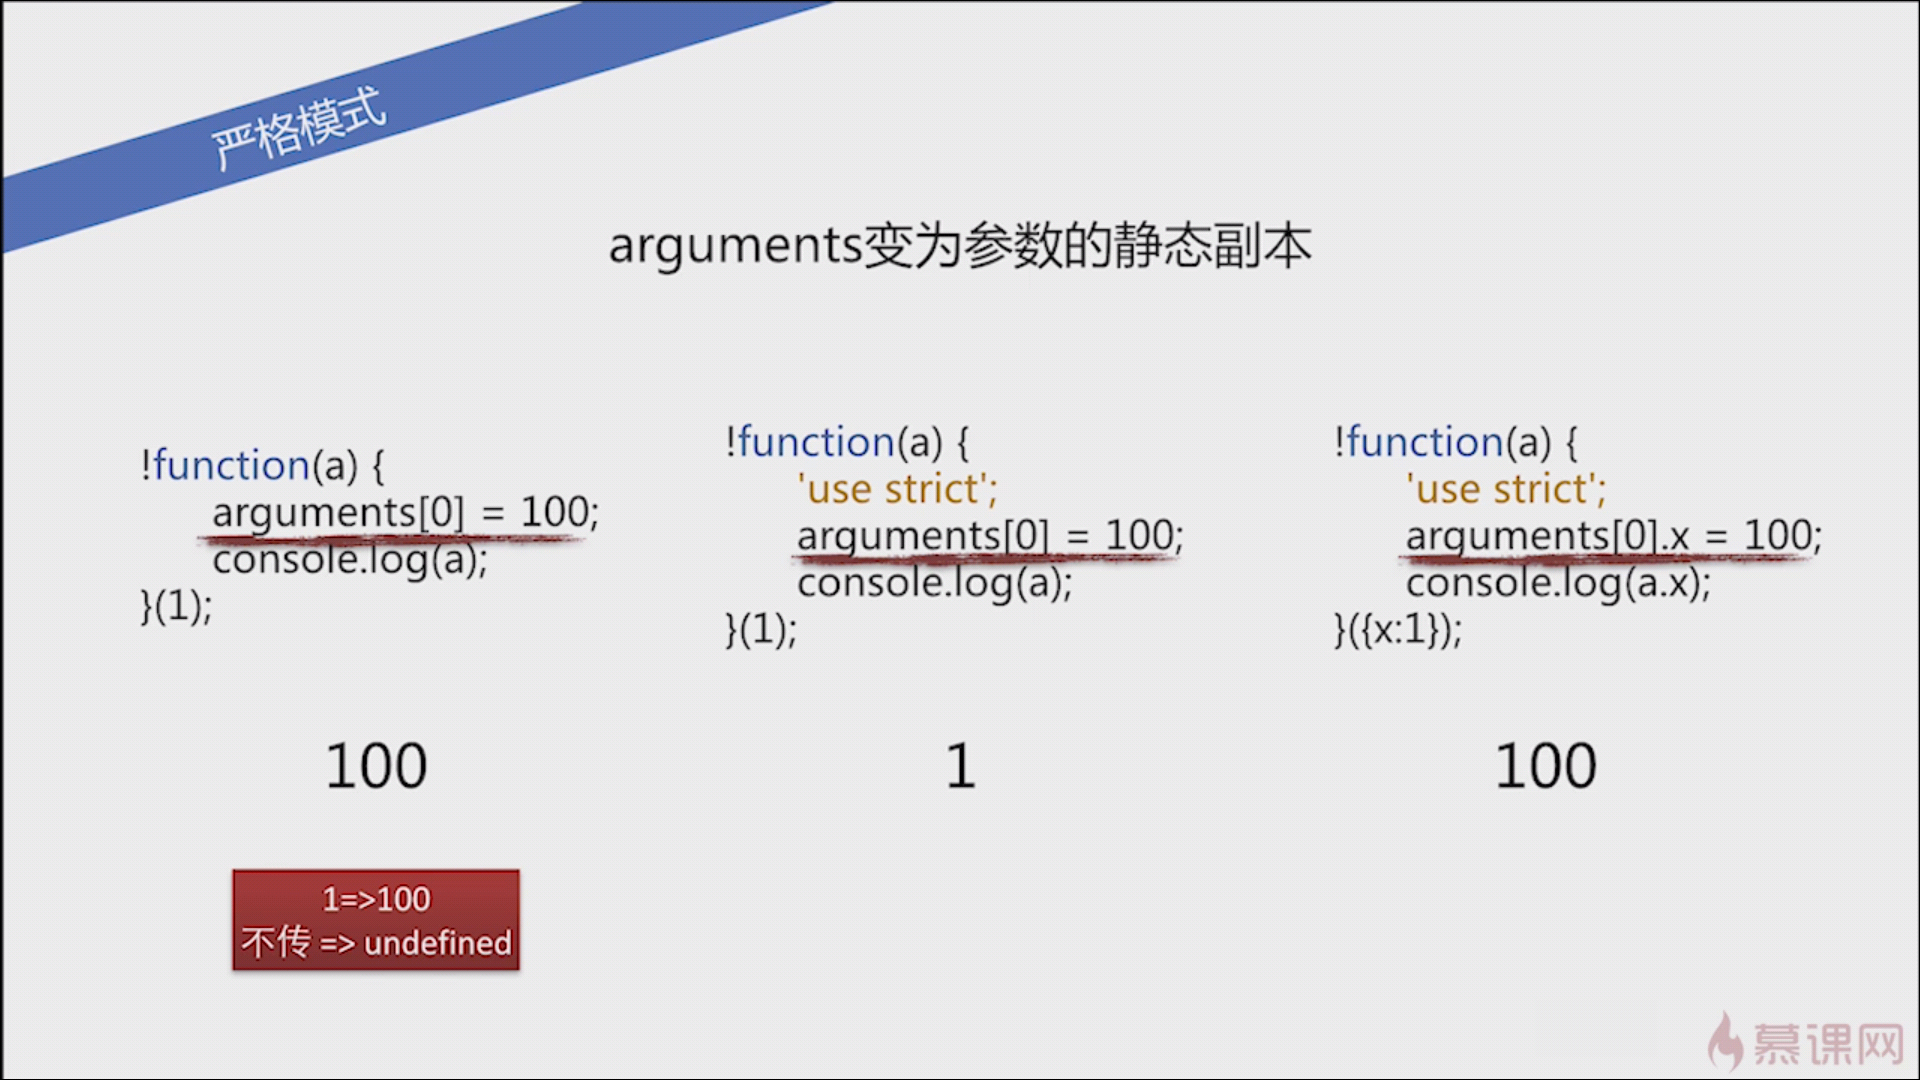 严格模式
arguments变为参数的静态副本
!function(a) {
arguments[0] = 100;
console.log(a);
}(1);
100
1=>100
不传 => undefined
!function(a) {
'use strict';
arguments[0] = 100;
console.log(a);
}(1);
1
!function(a) {
'use strict';
arguments[0].x = 100;
console.log(a.x);
}({x:1});
100
慕课网